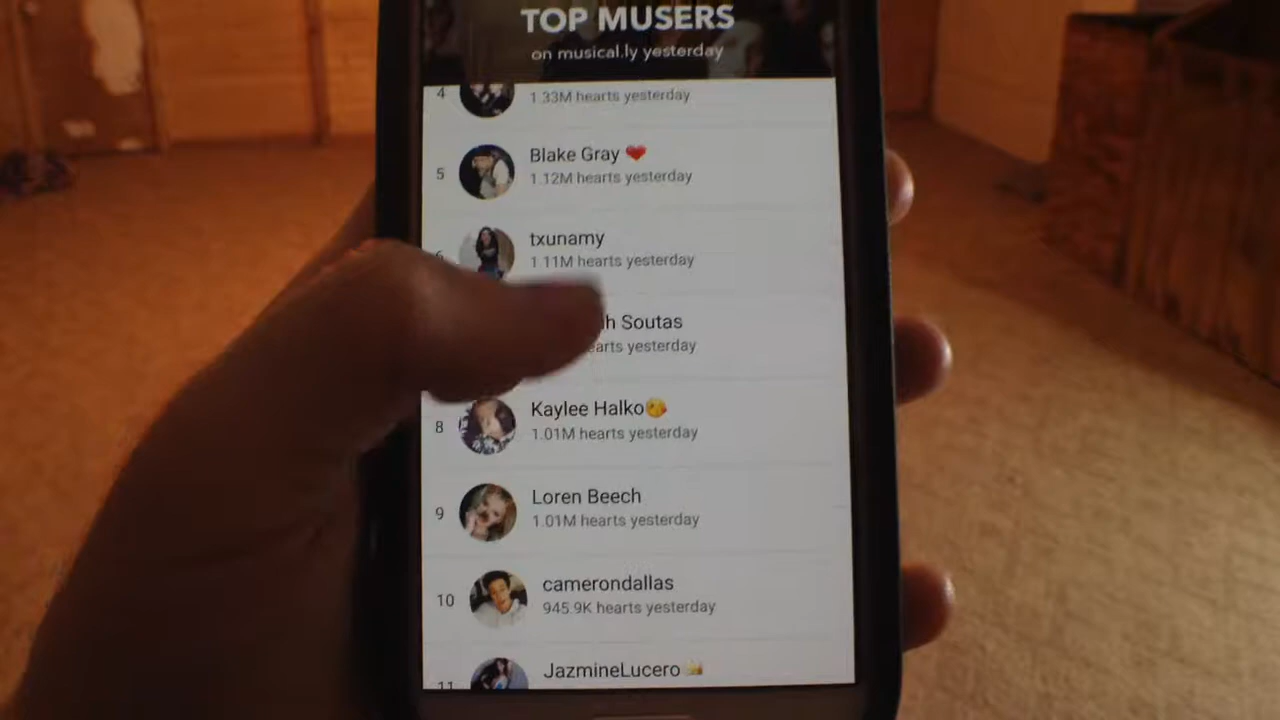 TOP MUSERS
on musical.ly yesterday
4
1.33M hearts yesterday
5
Blake Gray ❤️
1.12M hearts yesterday
6
txunamy
1.11M hearts yesterday
Soutas
yesterday
8
Kaylee Halko😘
1.01M hearts yesterday
9
Loren Beech
1.01M hearts yesterday
10
camerondallas
945.9K hearts yesterday
11
JazmineLucero